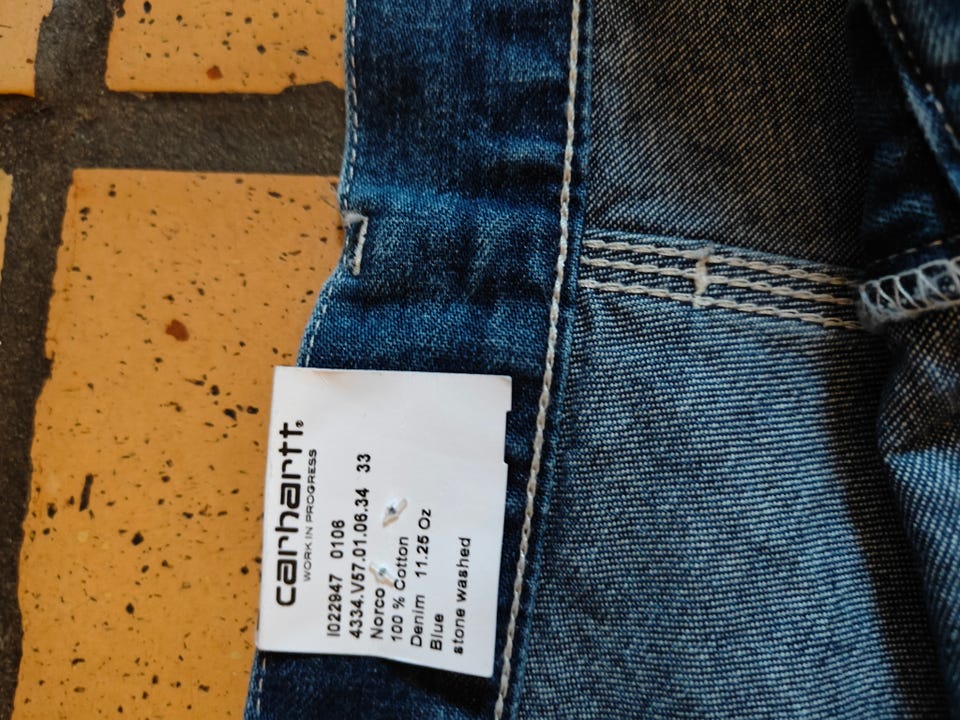 carhartt®
WORK IN PROGRESS
I022947 0106
4334.V57.01.06.34 33
Norco
100 % Cotton
Denim 11.25 Oz
Blue
stone washed